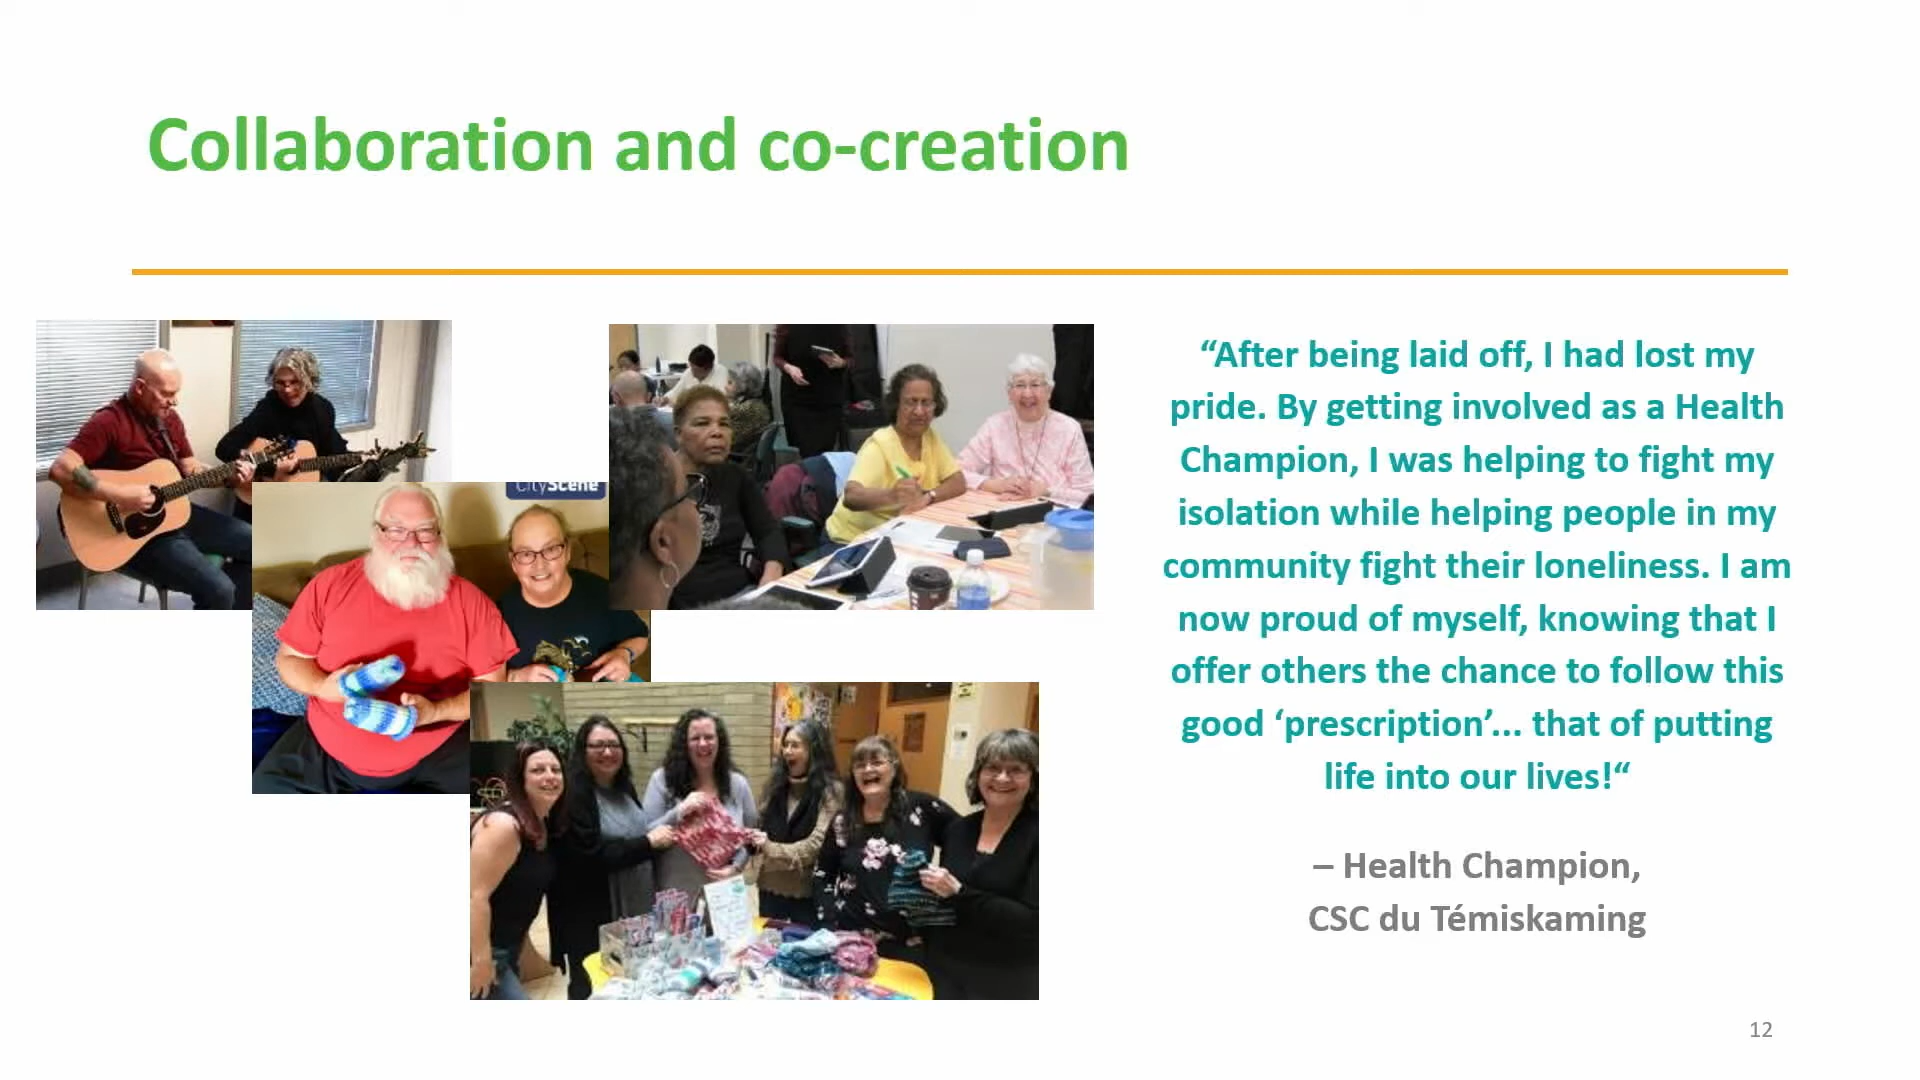 Collaboration and co-creation
CityScene
“After being laid off, I had lost my
pride. By getting involved as a Health
Champion, I was helping to fight my
isolation while helping people in my
community fight their loneliness. I am
now proud of myself, knowing that I
offer others the chance to follow this
good ‘prescription’... that of putting
life into our lives!“
– Health Champion,
CSC du Témiskaming
12